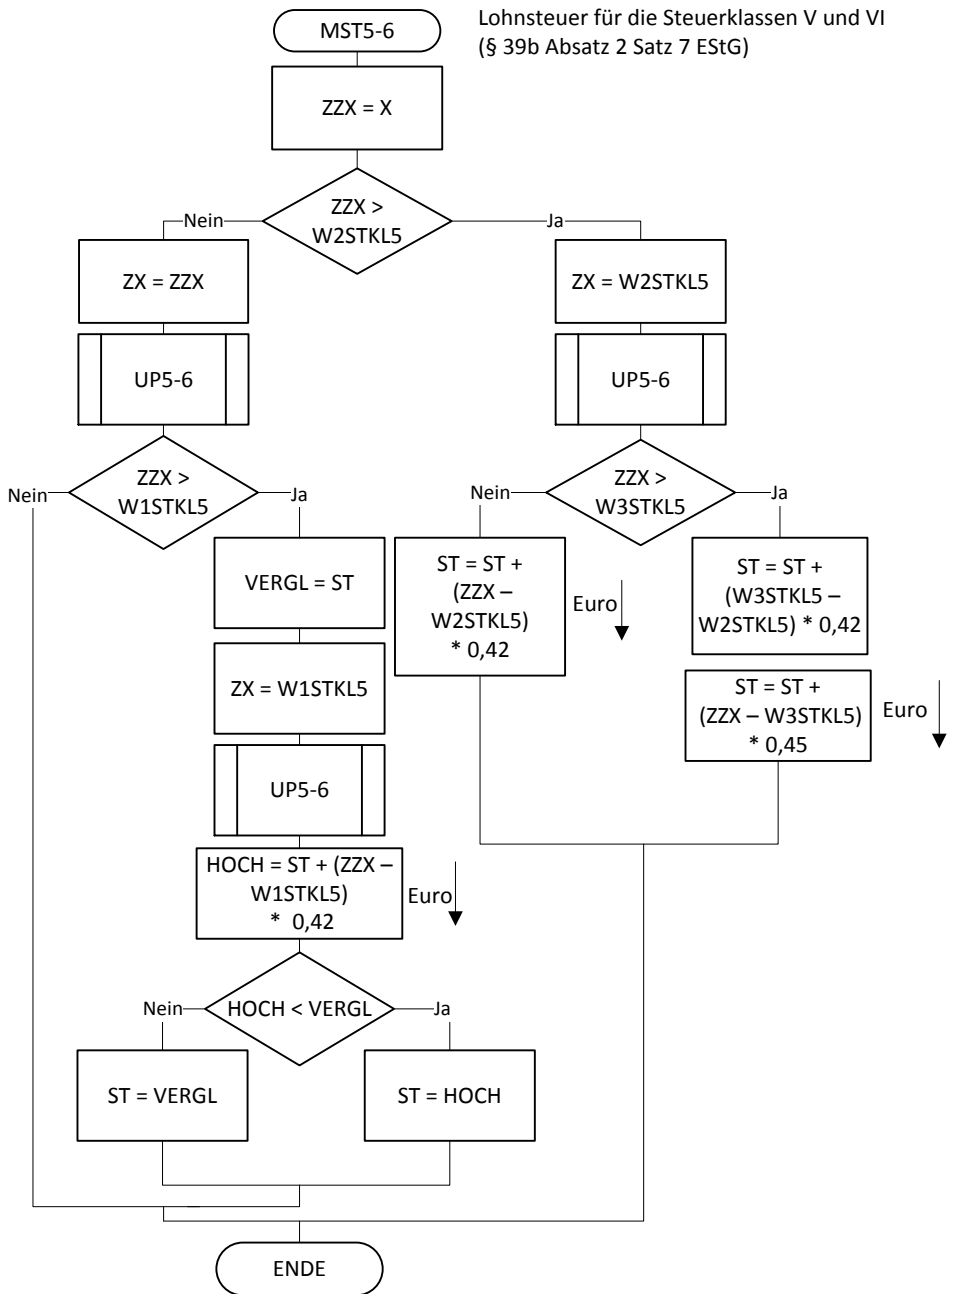 MST5-6
Lohnsteuer für die Steuerklassen V und VI
(§ 39b Absatz 2 Satz 7 EStG)
ZZX = X
ZZX >
W2STKL5
Nein
Ja
ZX = ZZX
ZX = W2STKL5
UP5-6
UP5-6
ZZX >
W1STKL5
Nein
Ja
ZZX >
W3STKL5
Nein
Ja
VERGL = ST
ST = ST +
(ZZX –
W2STKL5)
* 0,42
Euro
ST = ST +
(W3STKL5 –
W2STKL5) * 0,42
ZX = W1STKL5
ST = ST +
(ZZX – W3STKL5)
* 0,45
Euro
UP5-6
HOCH = ST + (ZZX –
W1STKL5)
* 0,42
Euro
HOCH < VERGL
Nein
Ja
ST = VERGL
ST = HOCH
ENDE